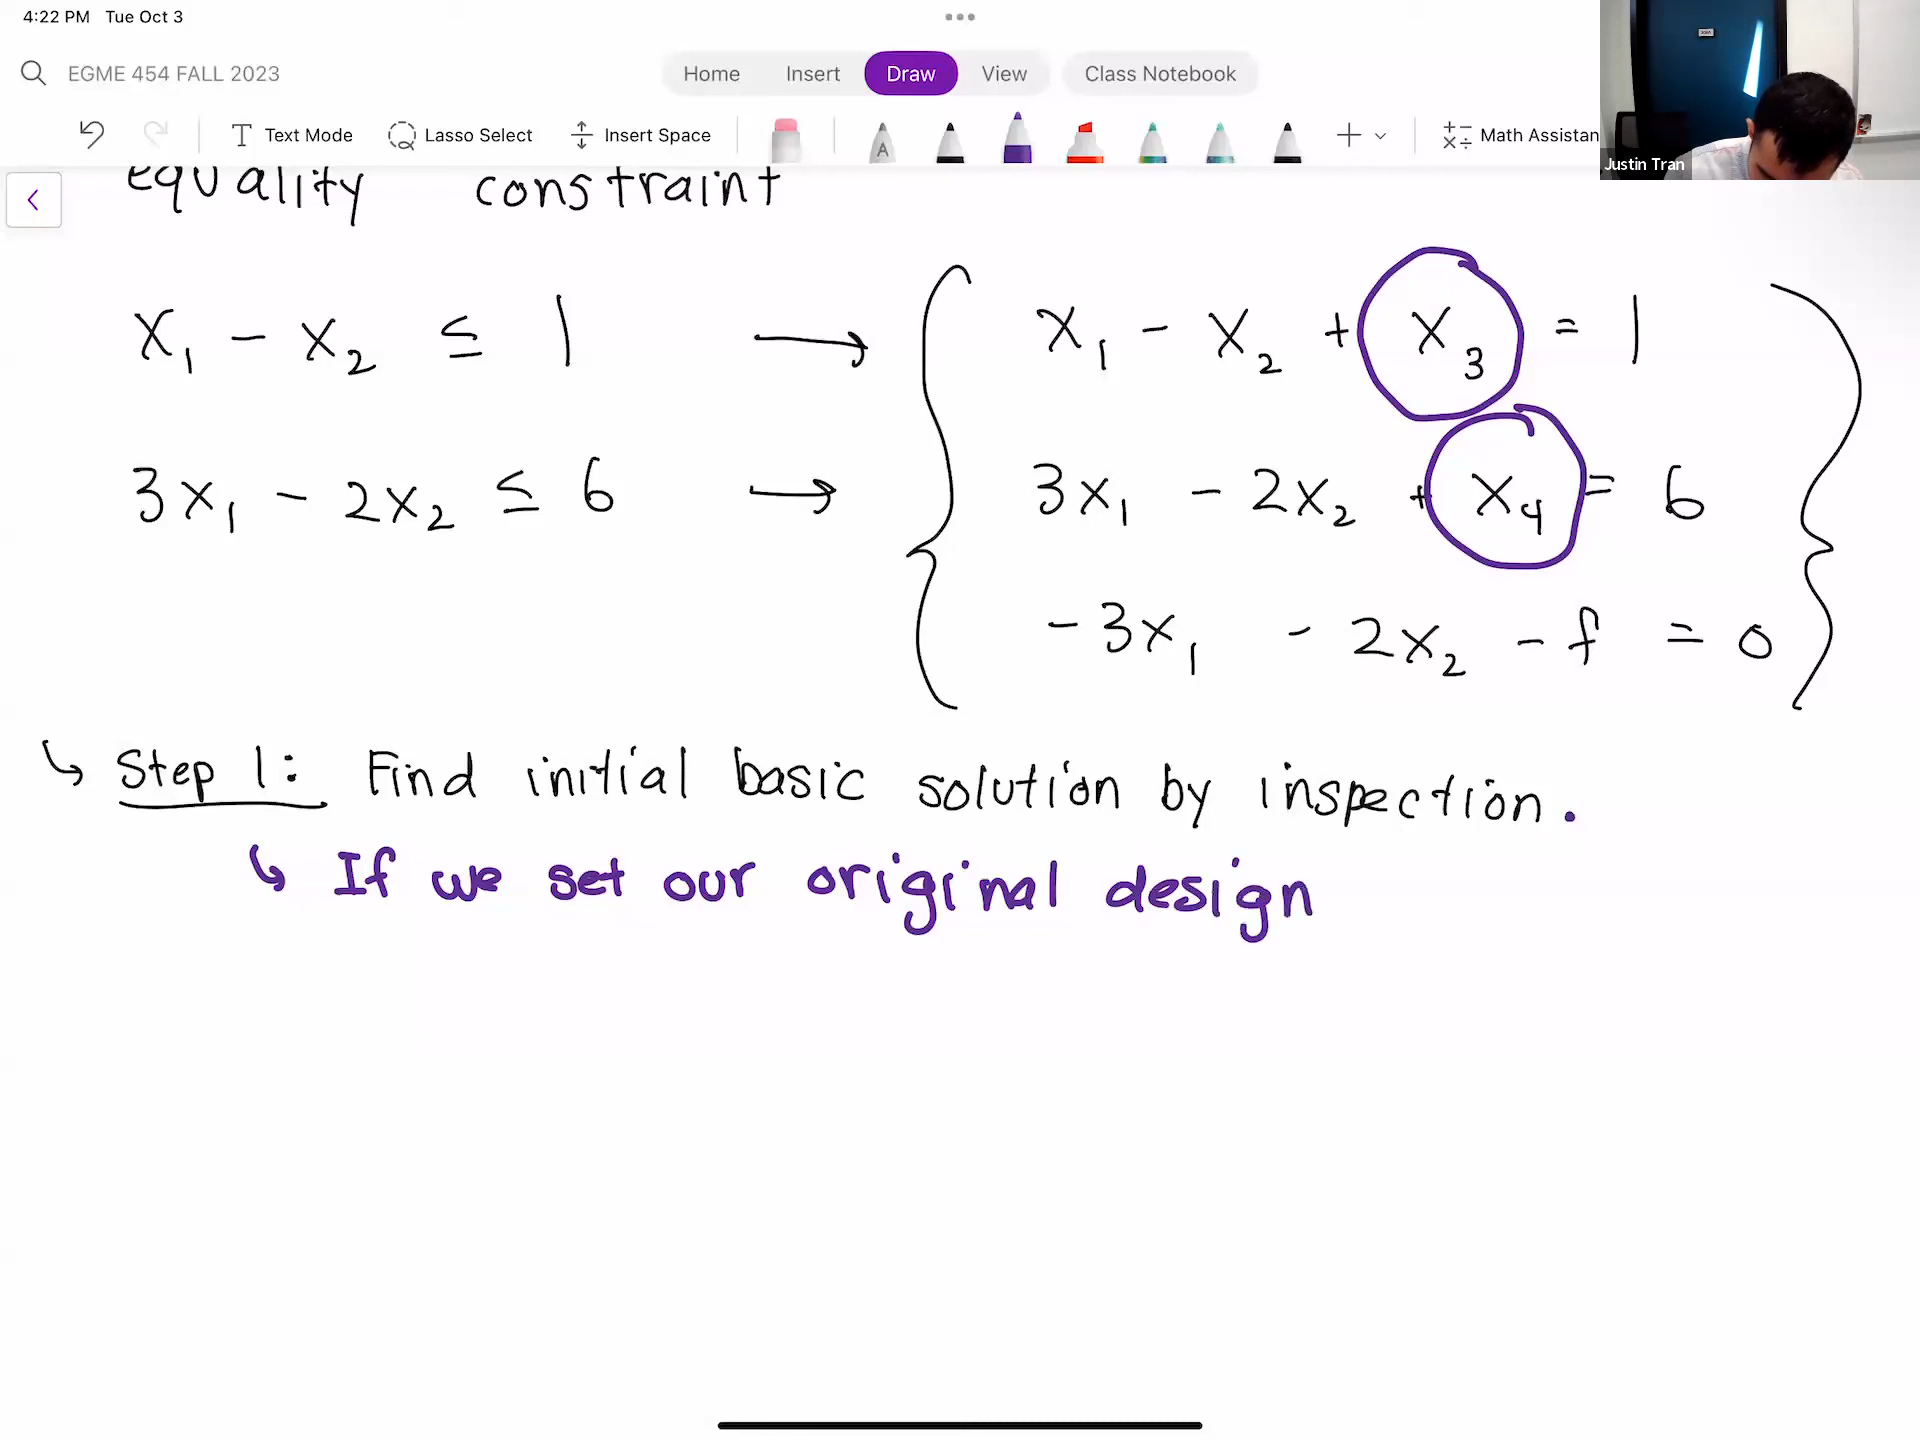 4:22 PM Tue Oct 3
EGME 454 FALL 2023
Home Insert Draw View Class Notebook
Text Mode Lasso Select Insert Space A Math Assistan
Justin Tran
equality constraint
x₁ - x₂ ≤ 1 → x₁ - x₂ + x₃ = 1
3x₁ - 2x₂ ≤ 6 → 3x₁ - 2x₂ + x₄ = 6
-3x₁ - 2x₂ - f = 0
↳ Step 1: Find initial basic solution by inspection.
↳ If we set our original design